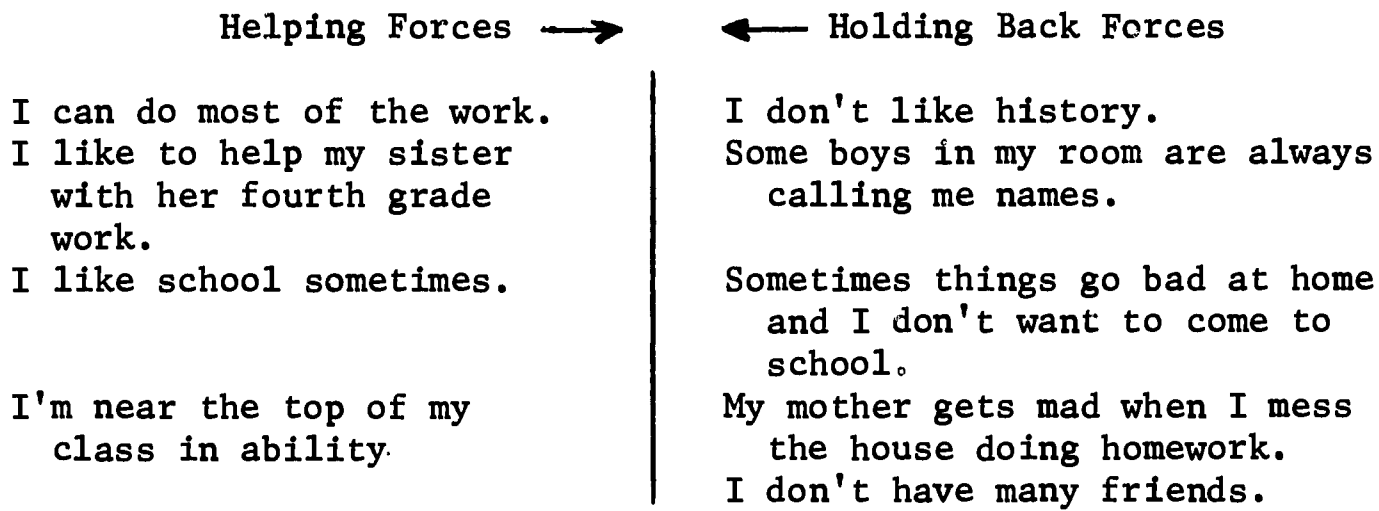 Helping Forces → ← Holding Back Forces
I can do most of the work.
I like to help my sister
with her fourth grade
work.
I like school sometimes.
I'm near the top of my
class in ability.
I don't like history.
Some boys in my room are always
calling me names.
Sometimes things go bad at home
and I don't want to come to
school.
My mother gets mad when I mess
the house doing homework.
I don't have many friends.